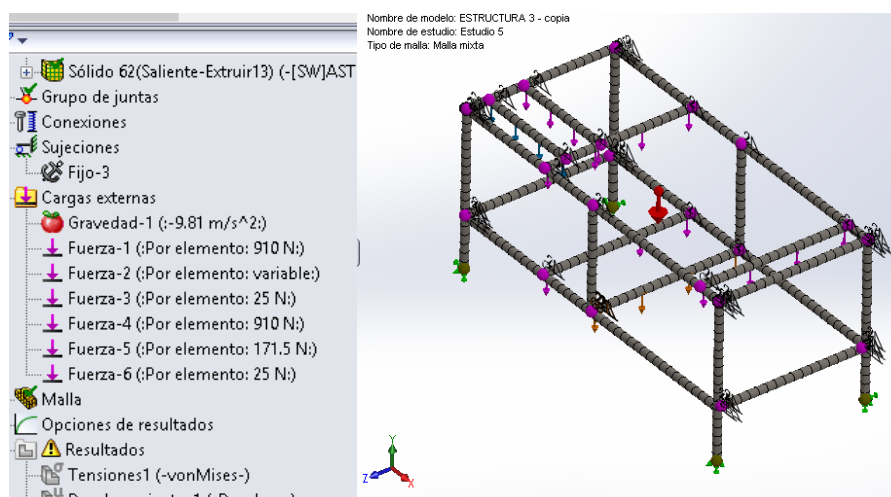 Sólido 62(Saliente-Extruir13) (-[SW]AST
Grupo de juntas
Conexiones
Sujeciones
Fijo-3
Cargas externas
Gravedad-1 (:-9.81 m/s^2:)
Fuerza-1 (:Por elemento: 910 N:)
Fuerza-2 (:Por elemento: variable:)
Fuerza-3 (:Por elemento: 25 N:)
Fuerza-4 (:Por elemento: 910 N:)
Fuerza-5 (:Por elemento: 171.5 N:)
Fuerza-6 (:Por elemento: 25 N:)
Malla
Opciones de resultados
Resultados
Tensiones1 (-vonMises-)
Nombre de modelo: ESTRUCTURA 3 - copia
Nombre de estudio: Estudio 5
Tipo de malla: Malla mixta
Y
Z
X